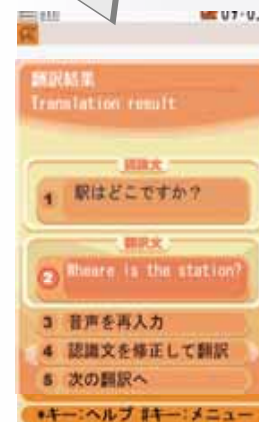 翻訳結果
Translation result
認識文
1 訳はどこですか？
翻訳文
2 Wheare is the station?
3 音声を再入力
4 認識文を修正して翻訳
5 次の翻訳へ
*キー:ヘルプ #キー:メニュー